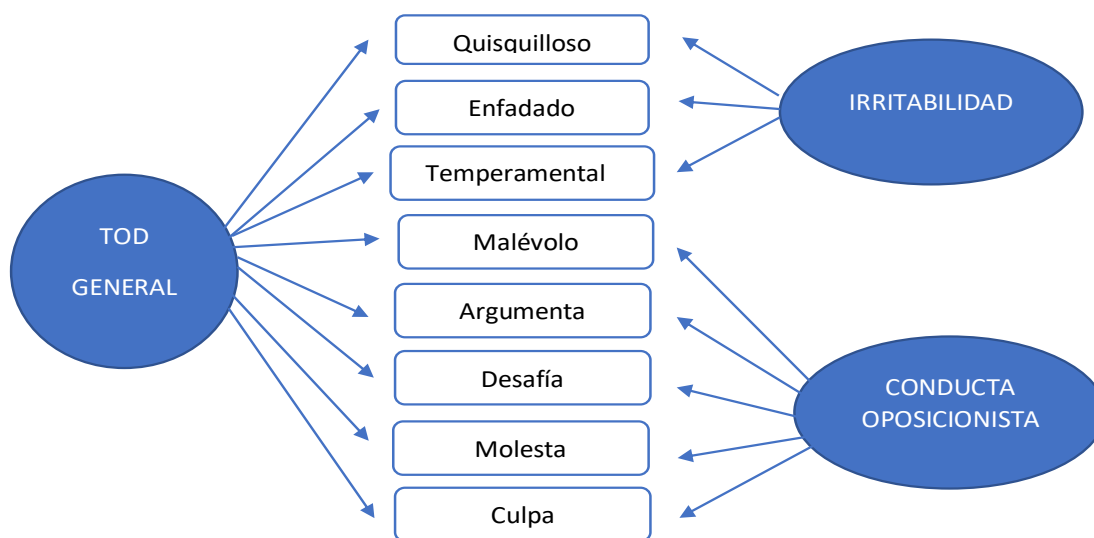 Quisquilloso
IRRITABILIDAD
Enfadado
Temperamental
TOD
GENERAL
Malévolo
Argumenta
Desafía
CONDUCTA
OPOSICIONISTA
Molesta
Culpa